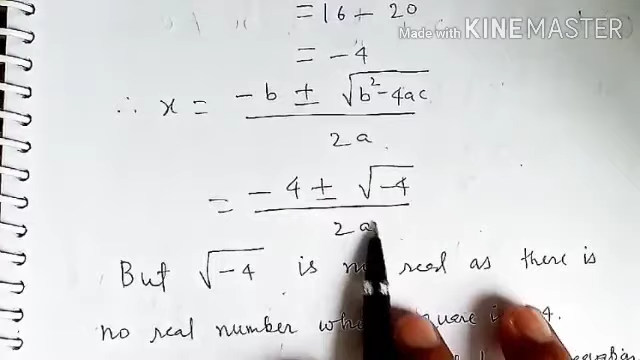 = 16 - 20
Made with KINEMASTER
= -4
∴ x = -b ± √b²-4ac
2a
= -4 ± √-4
2a
But √-4 is real as there is
no real number